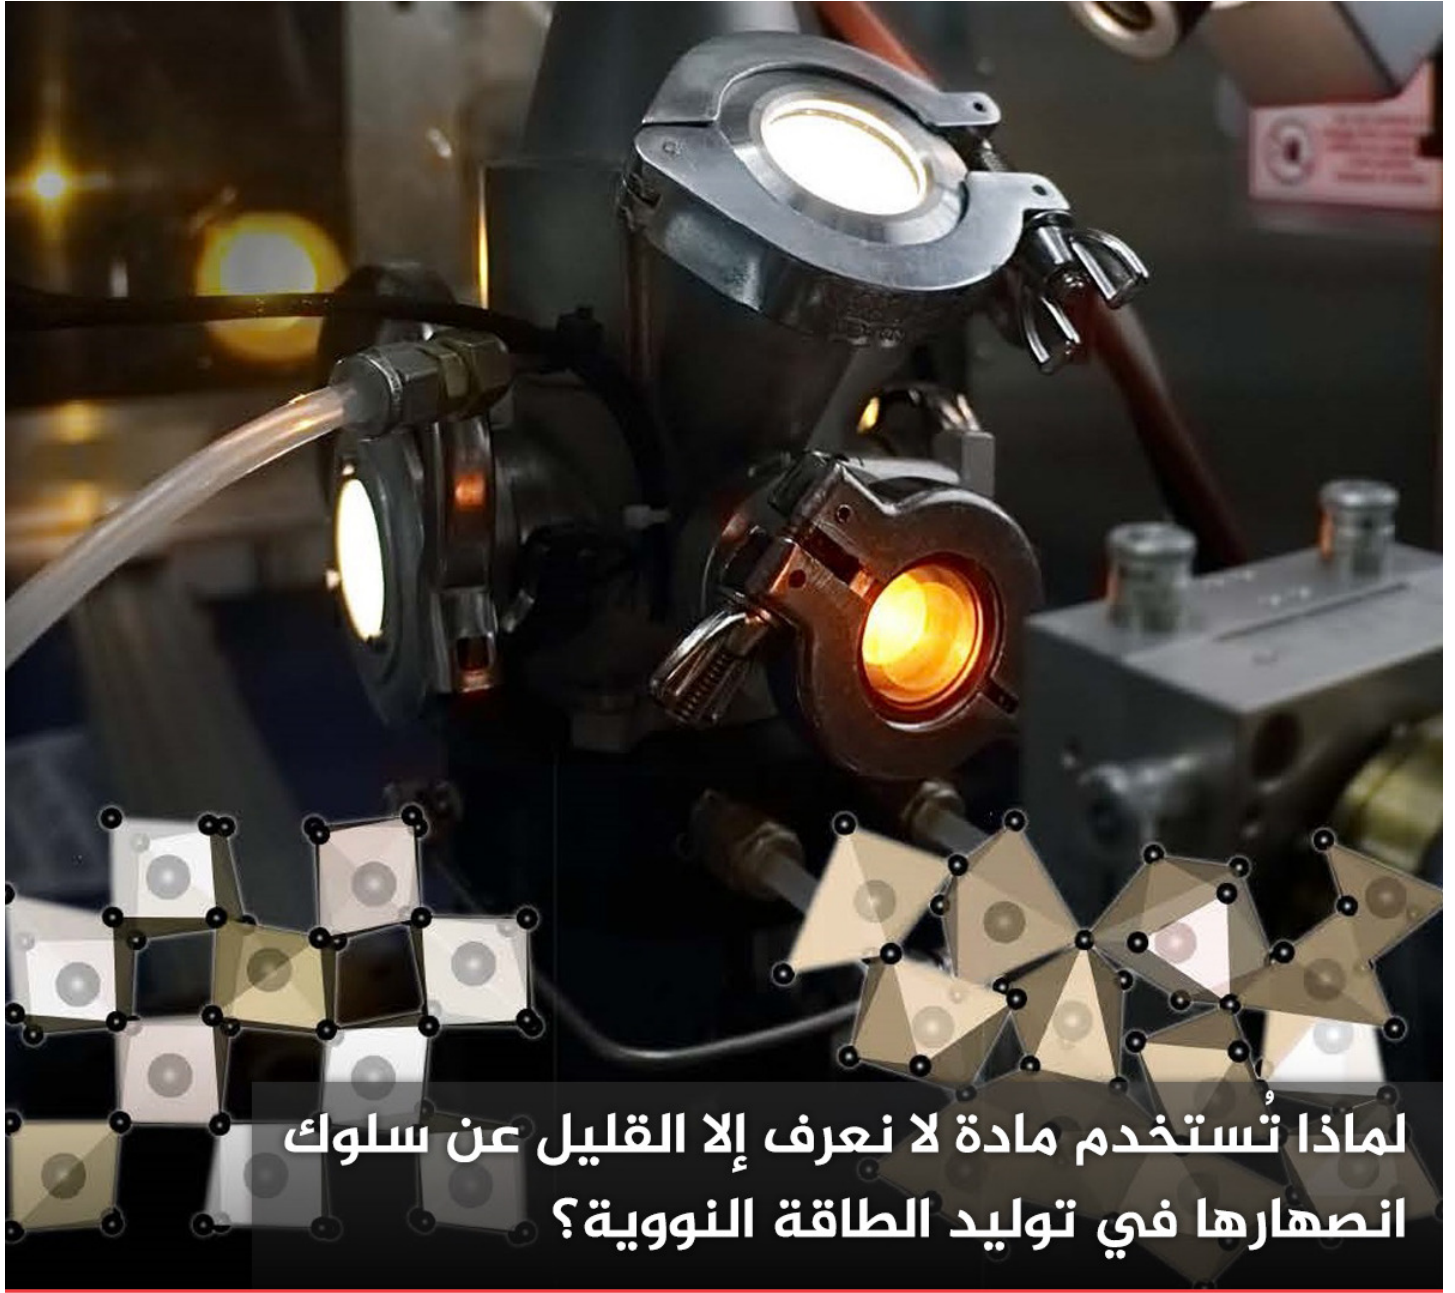 لماذا تُستخدم مادة لا نعرف إلا القليل عن سلوك
انصهارها في توليد الطاقة النووية؟